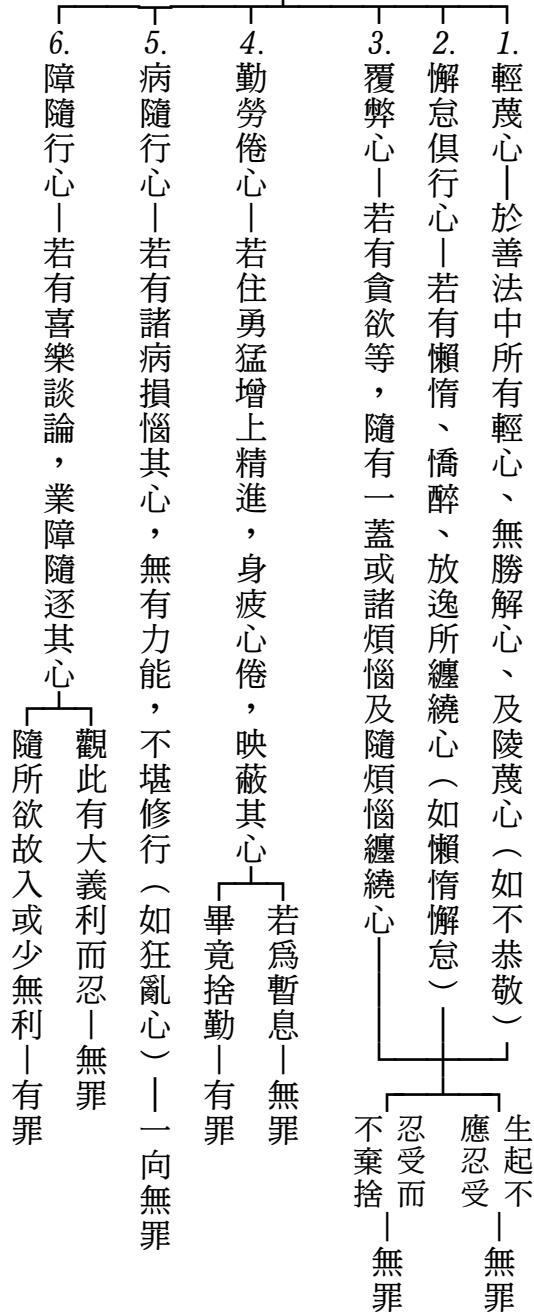 1. 輕蔑心｜於善法中所有輕心、無勝解心、及陵蔑心（如不恭敬）
2. 懈怠俱行心｜若有懶惰、憍醉、放逸所纏繞心（如懶惰懈怠）
3. 覆弊心｜若有貪欲等，隨有一蓋或諸煩惱及隨煩惱纏繞心
生起不
應忍受｜無罪
忍受而
不棄捨｜無罪
4. 勤勞倦心｜若住勇猛增上精進，身疲心倦，映蔽其心
若爲暫息｜無罪
畢竟捨勤｜有罪
5. 病隨行心｜若有諸病損惱其心，無有力能，不堪修行（如狂亂心）｜一向無罪
6. 障隨行心｜若有喜樂談論，業障隨逐其心
觀此有大義利而忍｜無罪
隨所欲故入或少無利｜有罪